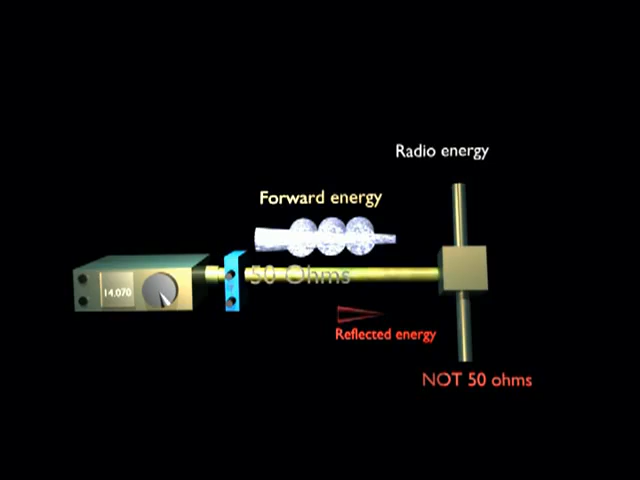 Radio energy
Forward energy
50 Ohms
14.070
Reflected energy
NOT 50 ohms